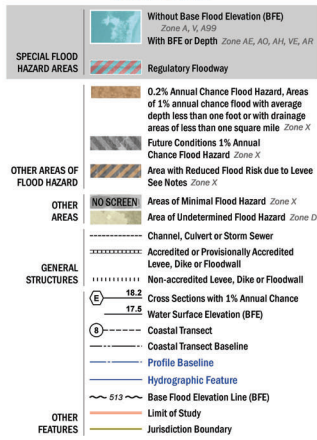 Without Base Flood Elevation (BFE)
Zone A, V, A99
With BFE or Depth Zone AE, AO, AH, VE, AR
SPECIAL FLOOD
HAZARD AREAS
Regulatory Floodway
0.2% Annual Chance Flood Hazard, Areas
of 1% annual chance flood with average
depth less than one foot or with drainage
areas of less than one square mile Zone X
Future Conditions 1% Annual
Chance Flood Hazard Zone X
OTHER AREAS OF
FLOOD HAZARD
Area with Reduced Flood Risk due to Levee
See Notes Zone X
OTHER
AREAS
NO SCREEN
Areas of Minimal Flood Hazard Zone X
Area of Undetermined Flood Hazard Zone D
GENERAL
STRUCTURES
Channel, Culvert or Storm Sewer
Accredited or Provisionally Accredited
Levee, Dike or Floodwall
Non-accredited Levee, Dike or Floodwall
E 18.2 Cross Sections with 1% Annual Chance
17.5 Water Surface Elevation (BFE)
8 Coastal Transect
Coastal Transect Baseline
Profile Baseline
Hydrographic Feature
513 Base Flood Elevation Line (BFE)
OTHER
FEATURES
Limit of Study
Jurisdiction Boundary